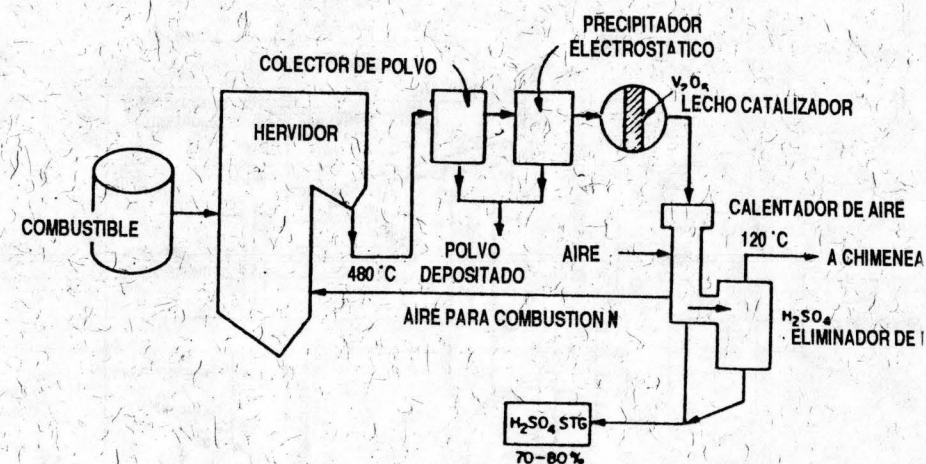 PRECIPITADOR
ELECTROSTATICO
COLECTOR DE POLVO
V₂O₅
LECHO CATALIZADOR
HERVIDOR
COMBUSTIBLE
CALENTADOR DE AIRE
120 °C
A CHIMENEA
AIRE
POLVO
DEPOSITADO
480 °C
AIRE PARA COMBUSTION N
H₂SO₄
ELIMINADOR DE
H₂SO₄ STG
70-80 %